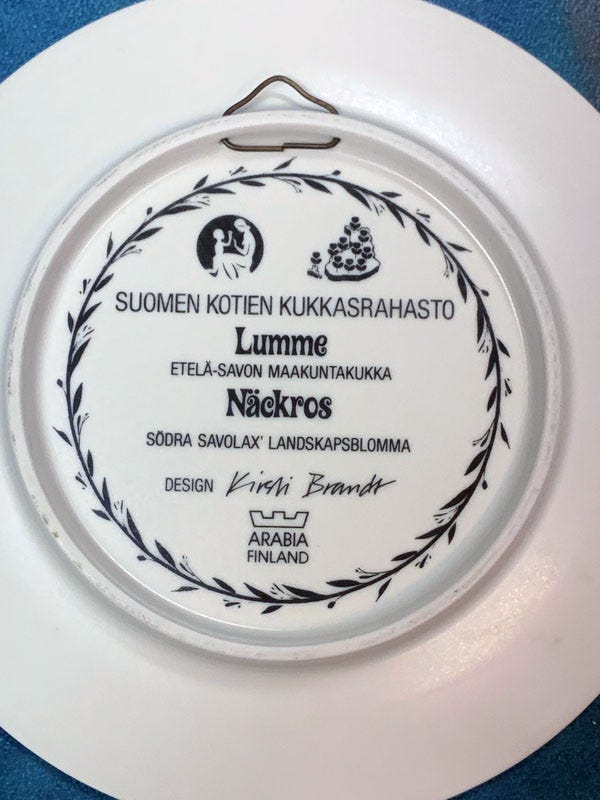 SUOMEN KOTIEN KUKKASRAHASTO
Lumme
ETELÄ-SAVON MAAKUNTAKUKKA
Näckros
SÖDRA SAVOLAX' LANDSKAPSBLOMMA
DESIGN Kirsti Brandt
ARABIA
FINLAND